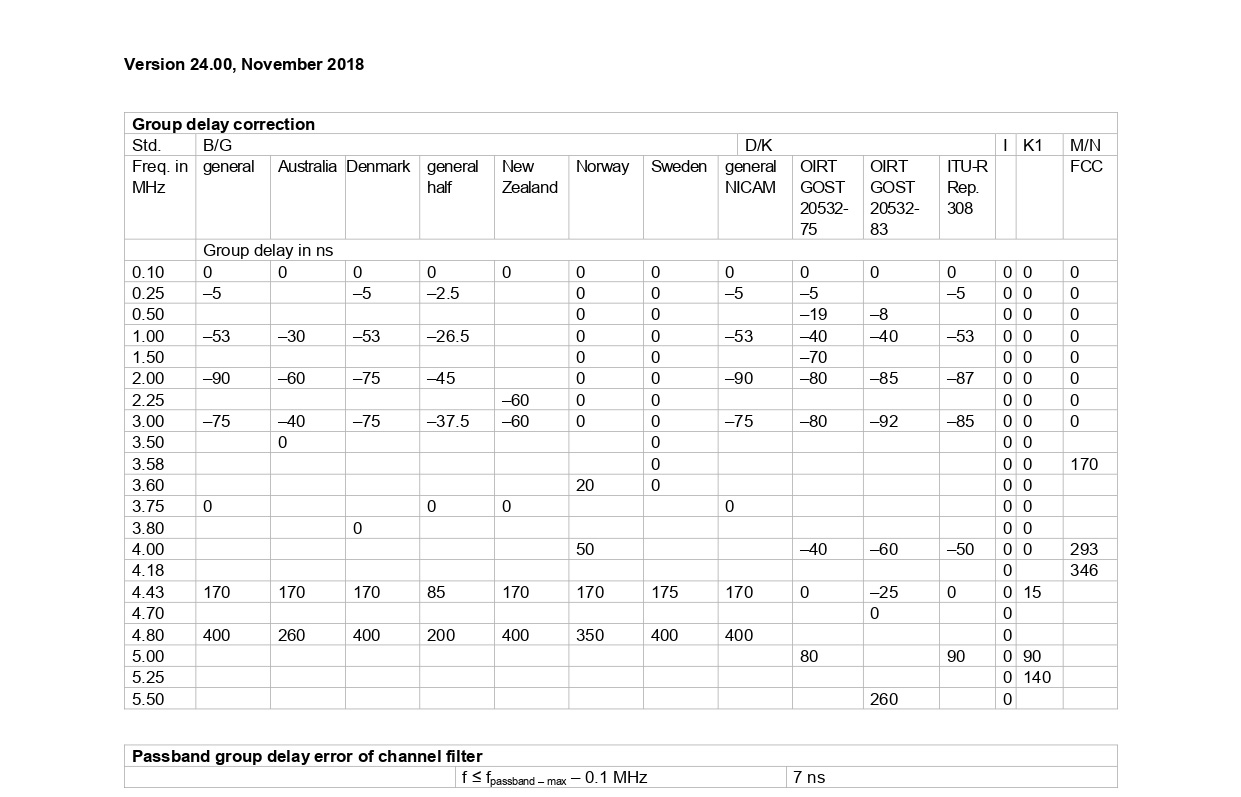 Version 24.00, November 2018
Group delay correction
Std. B/G D/K I K1 M/N
Freq. in general Australia Denmark general New Norway Sweden general OIRT OIRT ITU-R FCC
MHz half Zealand NICAM GOST GOST Rep.
20532- 20532- 308
75 83
Group delay in ns
0.10 0 0 0 0 0 0 0 0 0 0 0 0 0 0
0.25 –5 –5 –2.5 0 0 –5 –5 –5 0 0 0
0.50 0 0 –19 –8 0 0 0
1.00 –53 –30 –53 –26.5 0 0 –53 –40 –40 –53 0 0 0
1.50 0 0 –70 0 0 0
2.00 –90 –60 –75 –45 0 0 –90 –80 –85 –87 0 0 0
2.25 –60 0 0 0 0 0
3.00 –75 –40 –75 –37.5 –60 0 0 –75 –80 –92 –85 0 0 0
3.50 0 0 0 0
3.58 0 0 0 170
3.60 20 0 0 0
3.75 0 0 0 0 0 0
3.80 0 0 0
4.00 50 –40 –60 –50 0 0 293
4.18 0 346
4.43 170 170 170 85 170 170 175 170 0 –25 0 0 15
4.70 0 0
4.80 400 260 400 200 400 350 400 400 0
5.00 80 90 0 90
5.25 0 140
5.50 260 0
Passband group delay error of channel filter
f ≤ fpassband – max – 0.1 MHz 7 ns